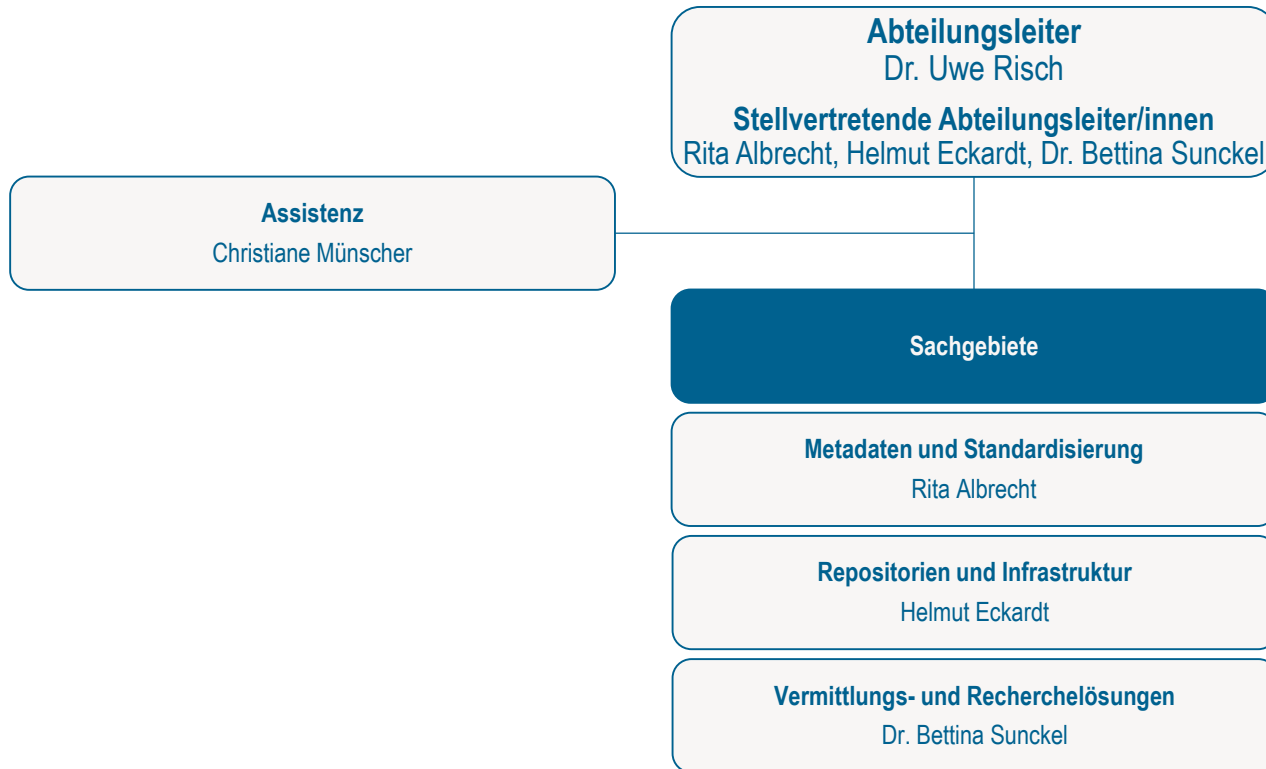 Abteilungsleiter
Dr. Uwe Risch
Stellvertretende Abteilungsleiter/innen
Rita Albrecht, Helmut Eckardt, Dr. Bettina Sunckel
Assistenz
Christiane Münscher
Sachgebiete
Metadaten und Standardisierung
Rita Albrecht
Repositorien und Infrastruktur
Helmut Eckardt
Vermittlungs- und Recherchelösungen
Dr. Bettina Sunckel